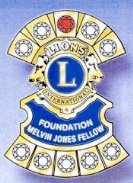 LIONS
L
INTERNATIONAL
FOUNDATION
MELVIN JONES FELLOW